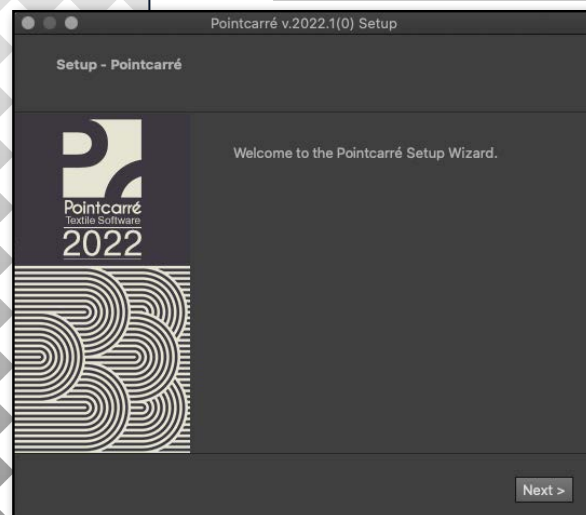 Pointcarré v.2022.1(0) Setup
Setup - Pointcarré
Pointcarré
Textile Software
2022
Welcome to the Pointcarré Setup Wizard.
Next >